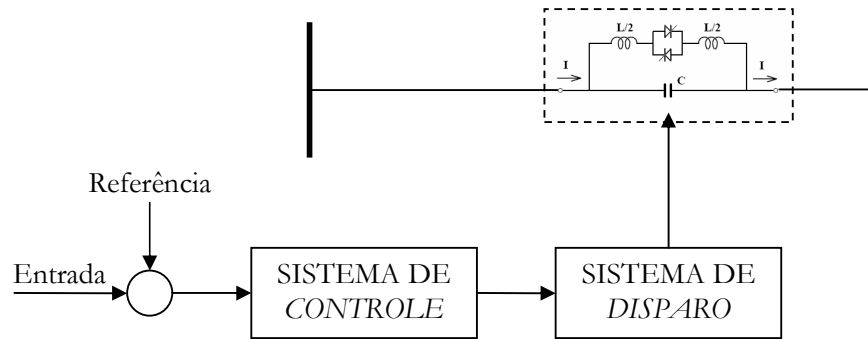 L/2
L/2
I
C
I
Referência
Entrada
SISTEMA DE
CONTROLE
SISTEMA DE
DISPARO